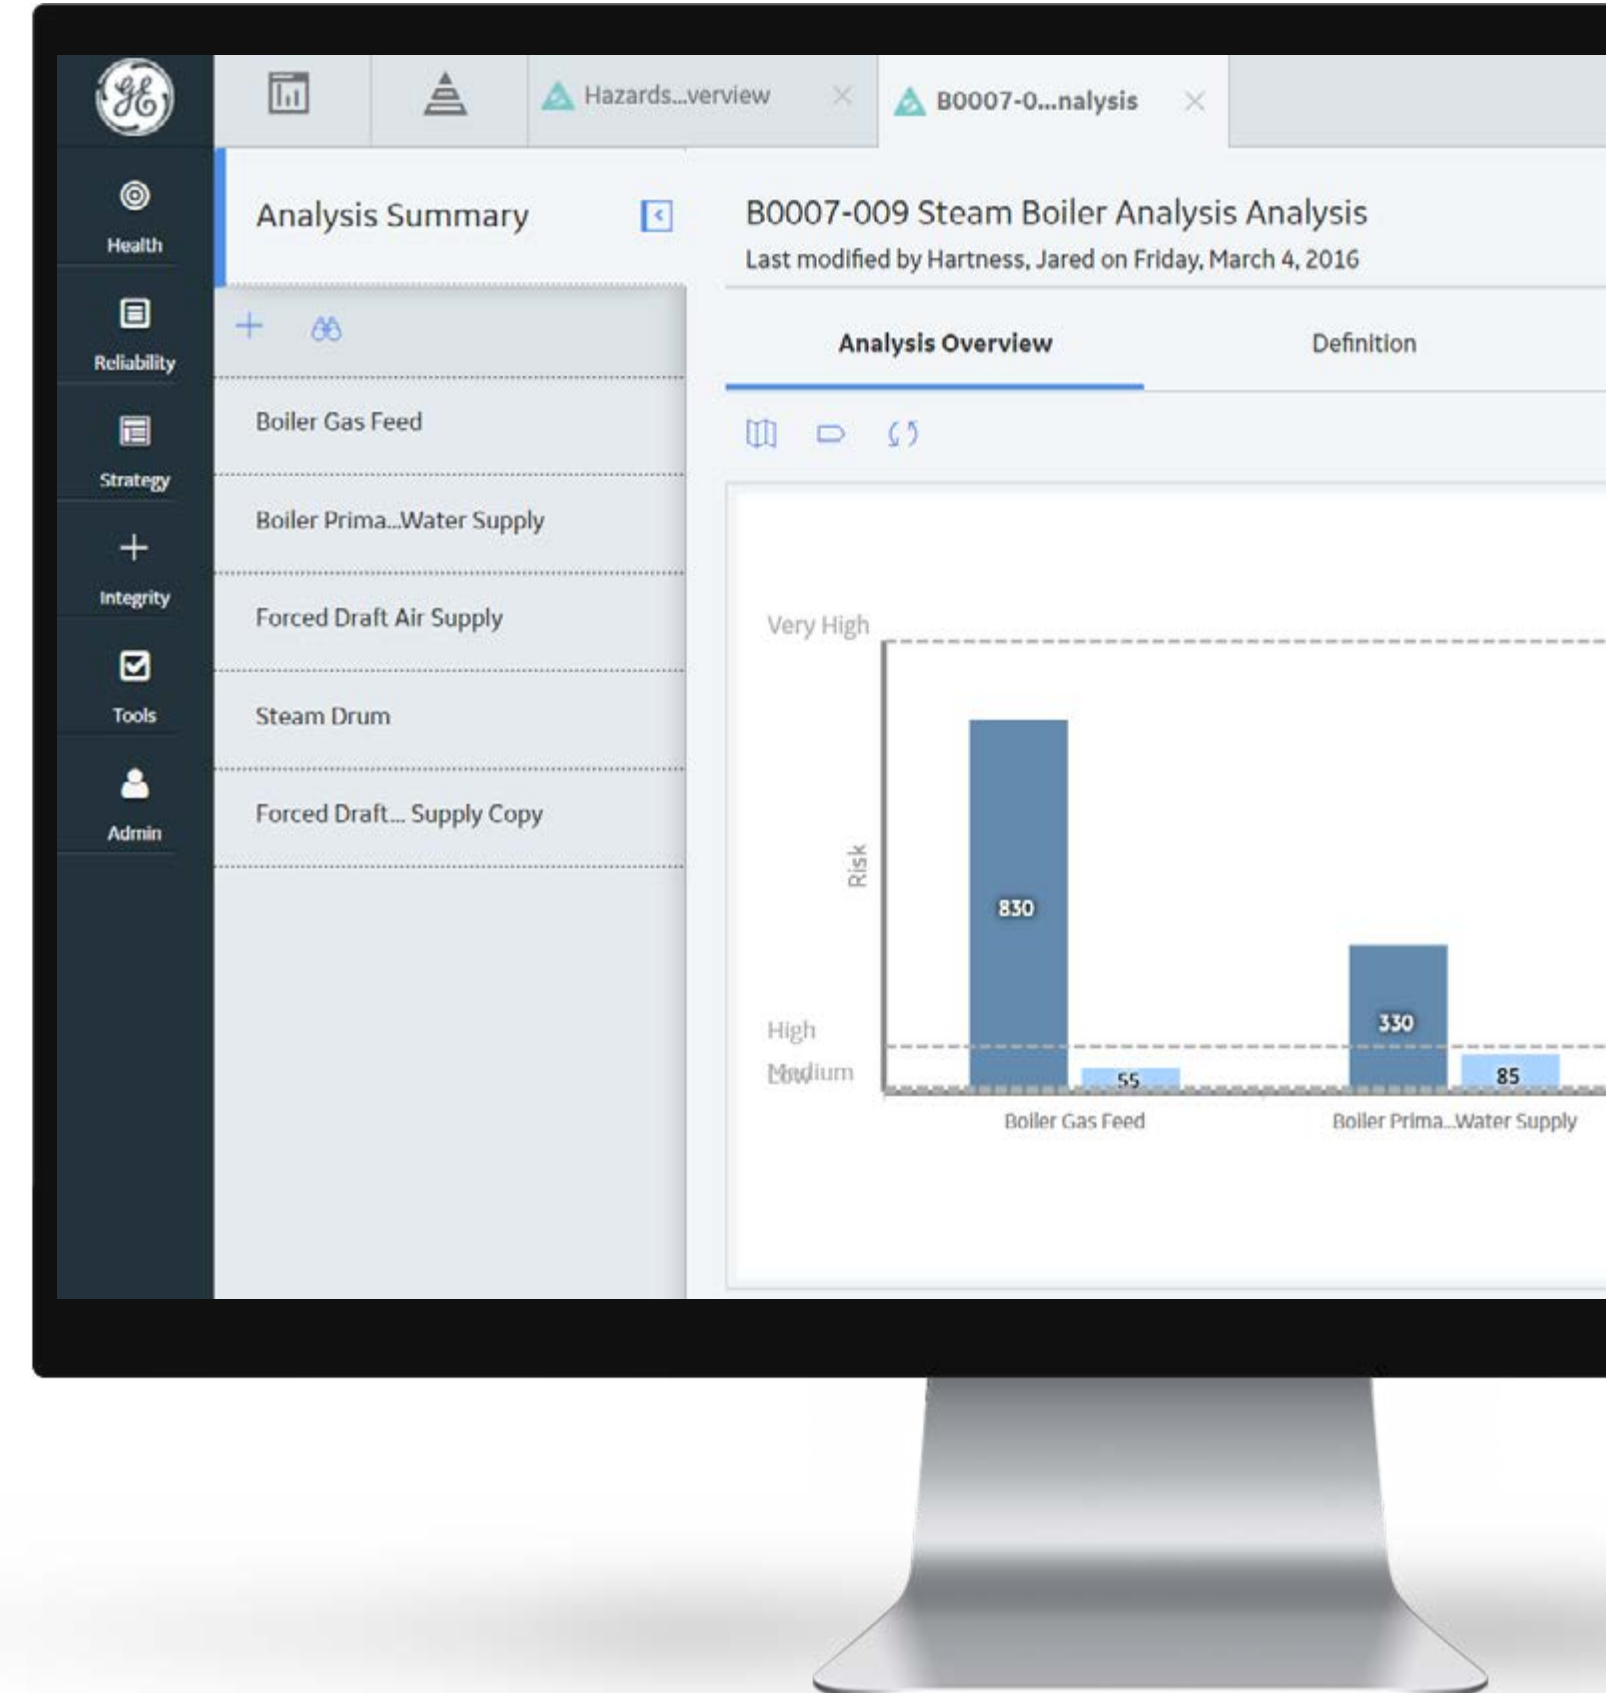 GE
Hazards...verview
B0007-0...nalysis
Health
Reliability
Strategy
Integrity
Tools
Admin
Analysis Summary
Boiler Gas Feed
Boiler Prima...Water Supply
Forced Draft Air Supply
Steam Drum
Forced Draft... Supply Copy
B0007-009 Steam Boiler Analysis Analysis
Last modified by Hartness, Jared on Friday, March 4, 2016
Analysis Overview
Definition
Very High
Risk
High
Medium
Low
830
55
330
85
Boiler Gas Feed
Boiler Prima...Water Supply